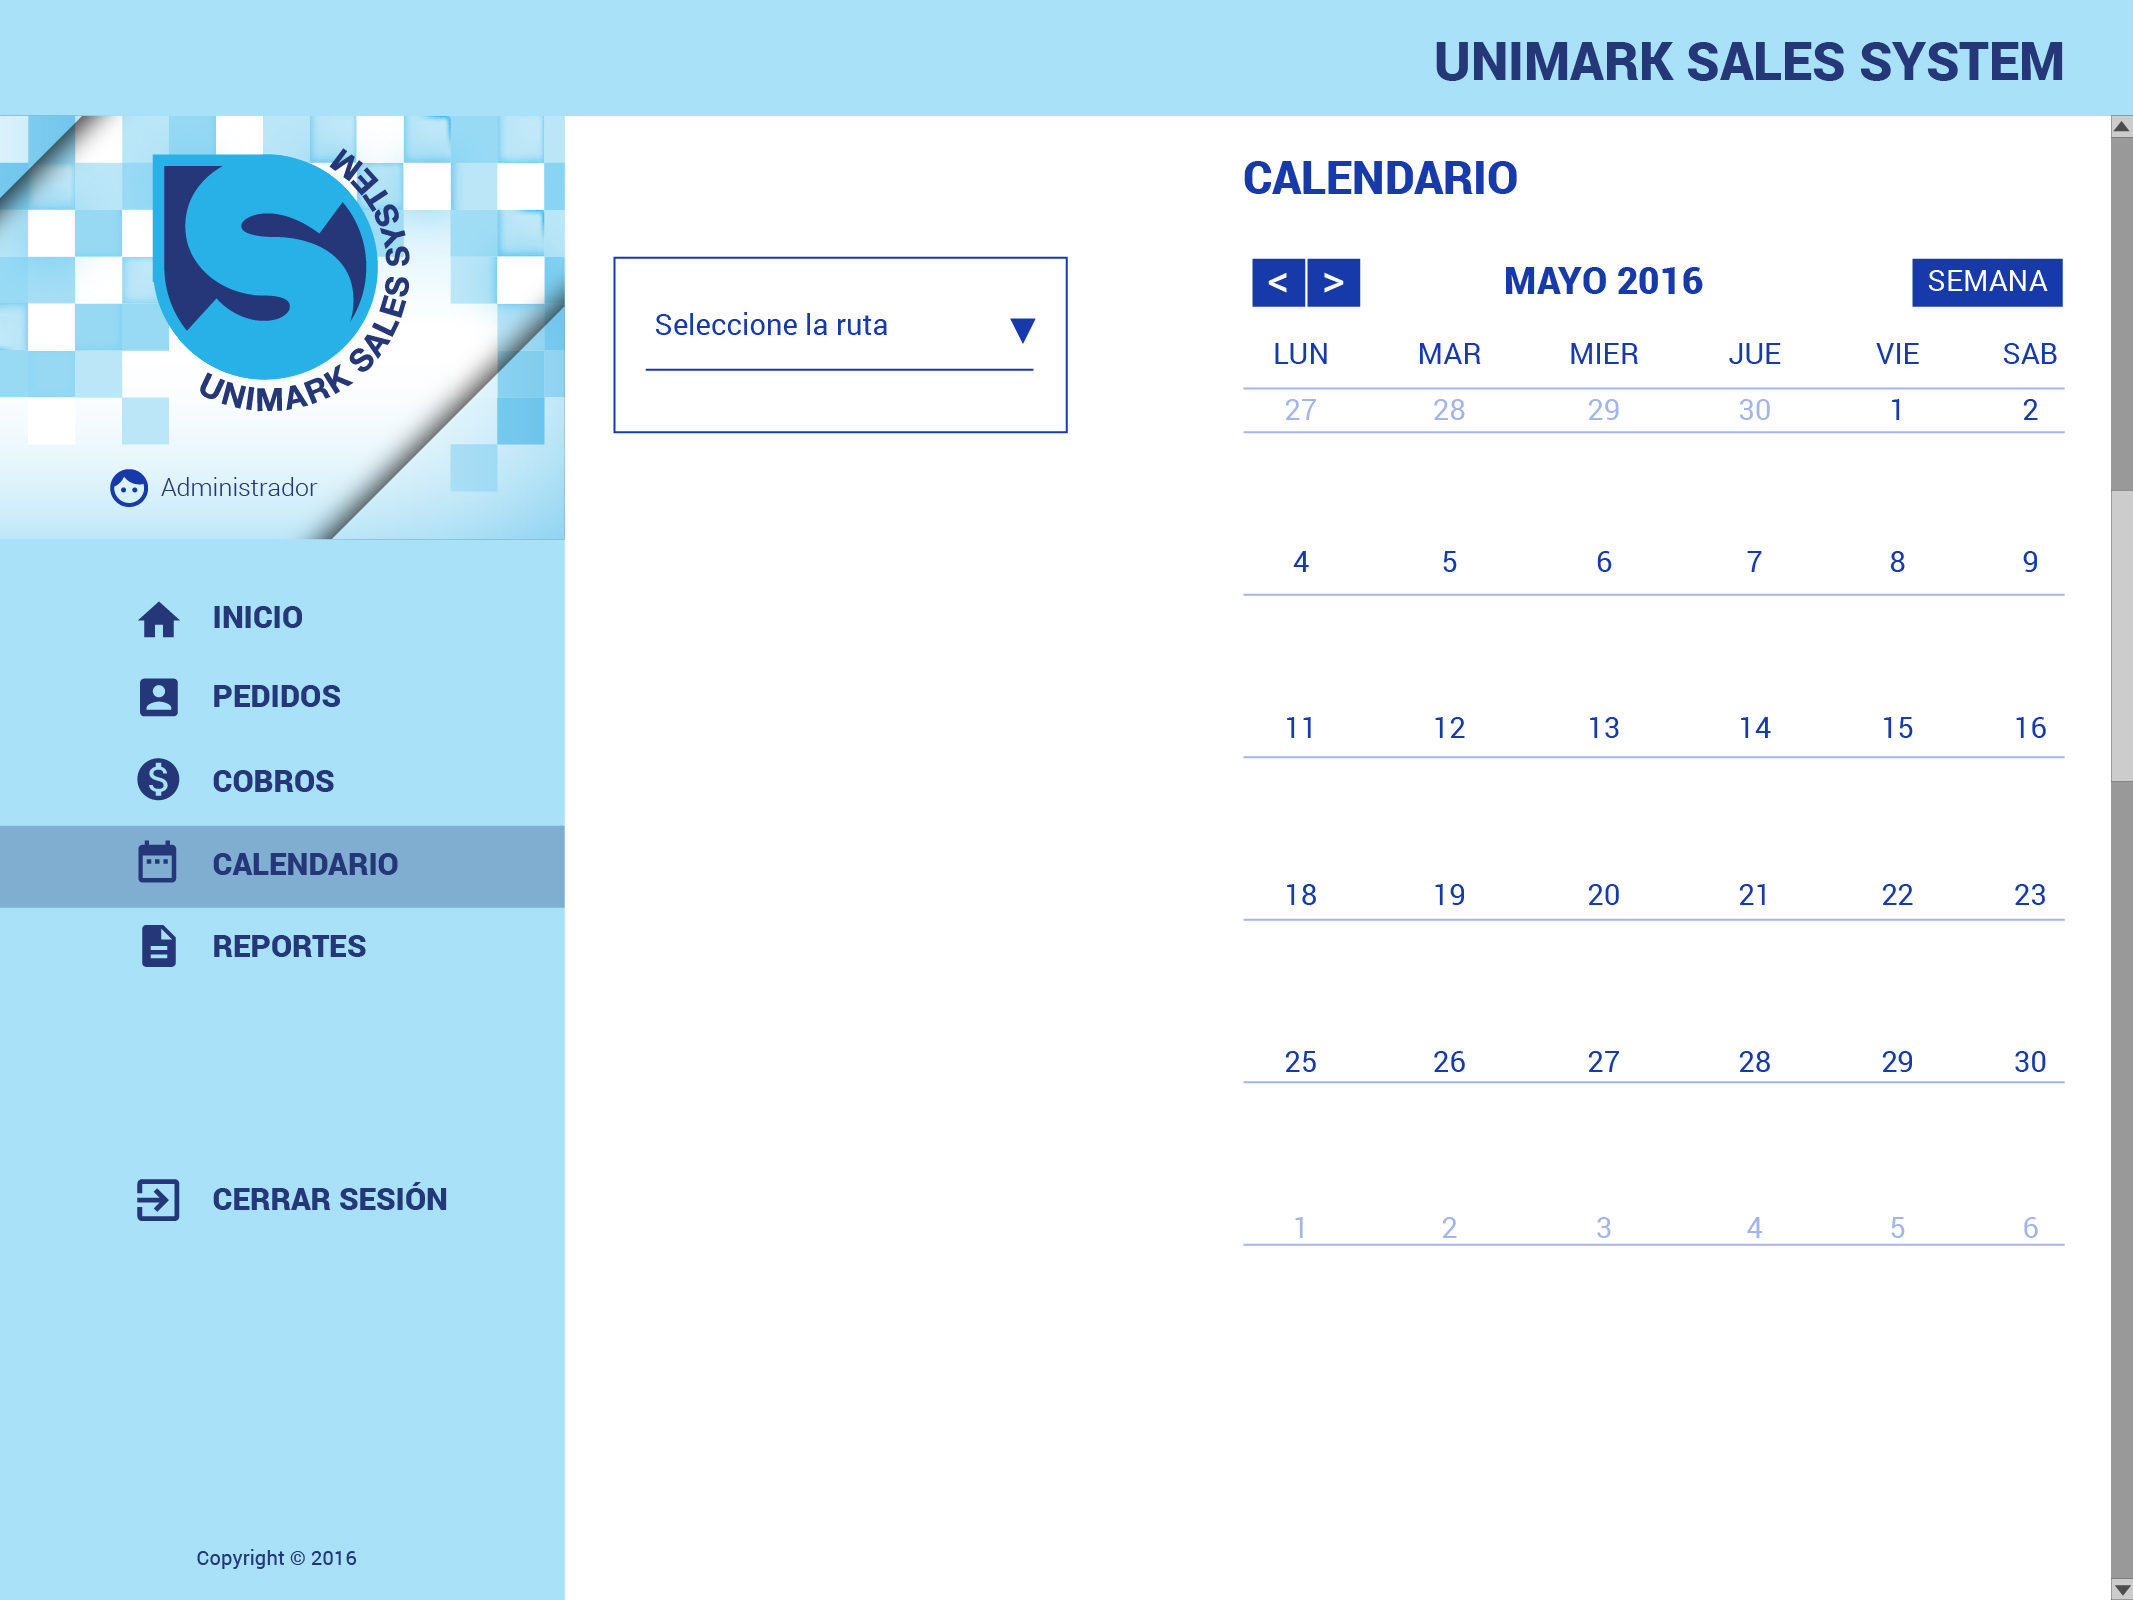 UNIMARK SALES SYSTEM
UNIMARK SALES SYSTEM
Administrador
INICIO
PEDIDOS
COBROS
CALENDARIO
REPORTES
CERRAR SESIÓN
Copyright © 2016
Seleccione la ruta
CALENDARIO
< > MAYO 2016 SEMANA
LUN MAR MIER JUE VIE SAB
27 28 29 30 1 2
4 5 6 7 8 9
11 12 13 14 15 16
18 19 20 21 22 23
25 26 27 28 29 30
1 2 3 4 5 6